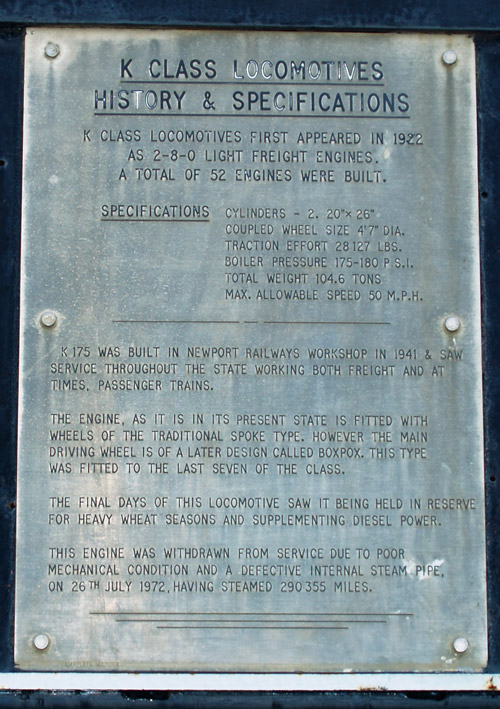 K CLASS LOCOMOTIVES
HISTORY & SPECIFICATIONS
K CLASS LOCOMOTIVES FIRST APPEARED IN 1922
AS 2-8-0 LIGHT FREIGHT ENGINES.
A TOTAL OF 52 ENGINES WERE BUILT.
SPECIFICATIONS CYLINDERS - 2. 20"× 26"
COUPLED WHEEL SIZE 4'7" DIA.
TRACTION EFFORT 28127 LBS.
BOILER PRESSURE 175-180 P S.I.
TOTAL WEIGHT 104.6 TONS
MAX. ALLOWABLE SPEED 50 M.P.H.
K 175 WAS BUILT IN NEWPORT RAILWAYS WORKSHOP IN 1941 & SAW
SERVICE THROUGHOUT THE STATE WORKING BOTH FREIGHT AND AT
TIMES, PASSENGER TRAINS.
THE ENGINE, AS IT IS IN ITS PRESENT STATE IS FITTED WITH
WHEELS OF THE TRADITIONAL SPOKE TYPE. HOWEVER THE MAIN
DRIVING WHEEL IS OF A LATER DESIGN CALLED BOXPOX. THIS TYPE
WAS FITTED TO THE LAST SEVEN OF THE CLASS.
THE FINAL DAYS OF THIS LOCOMOTIVE SAW IT BEING HELD IN RESERVE
FOR HEAVY WHEAT SEASONS AND SUPPLEMENTING DIESEL POWER.
THIS ENGINE WAS WITHDRAWN FROM SERVICE DUE TO POOR
MECHANICAL CONDITION AND A DEFECTIVE INTERNAL STEAM PIPE,
ON 26TH JULY 1972, HAVING STEAMED 290355 MILES.